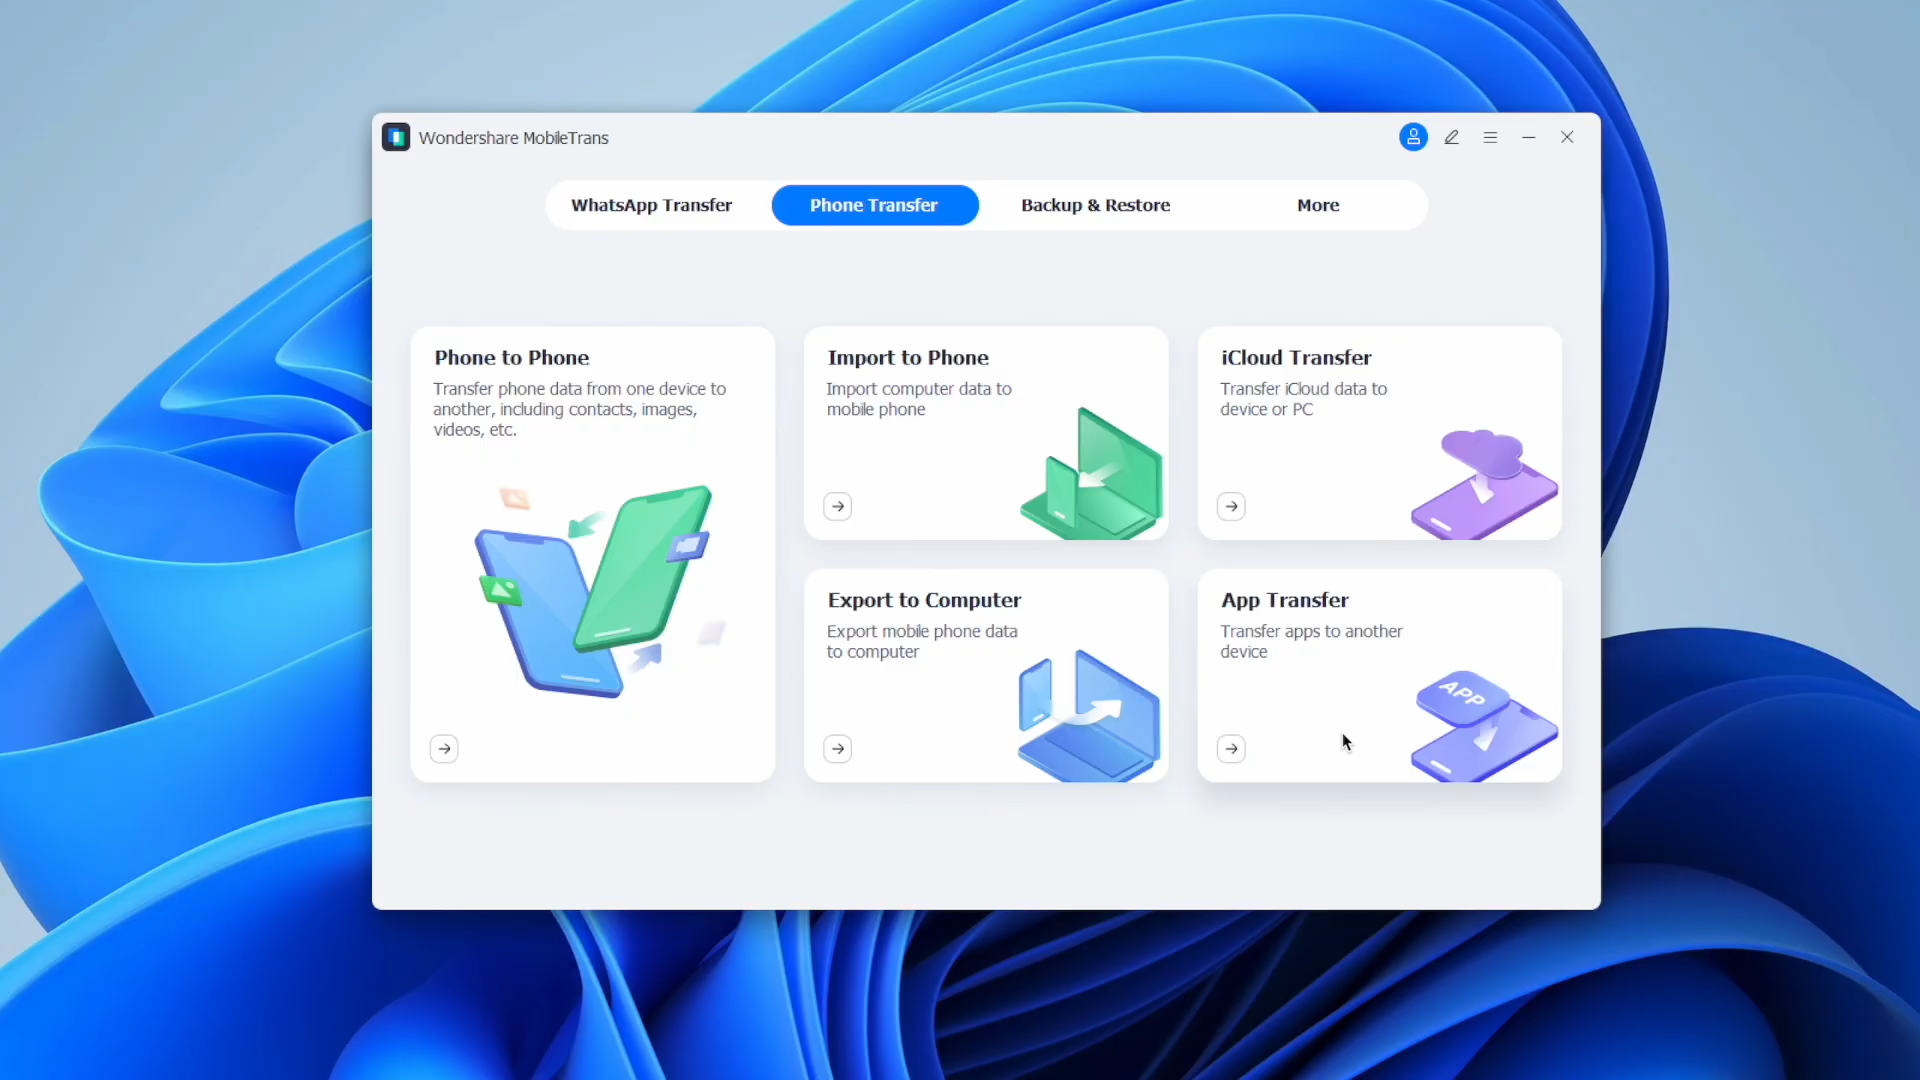 Wondershare MobileTrans
WhatsApp Transfer
Phone Transfer
Backup & Restore
More
Phone to Phone
Transfer phone data from one device to
another, including contacts, images,
videos, etc.
Import to Phone
Import computer data to
mobile phone
iCloud Transfer
Transfer iCloud data to
device or PC
Export to Computer
Export mobile phone data
to computer
App Transfer
Transfer apps to another
device
APP